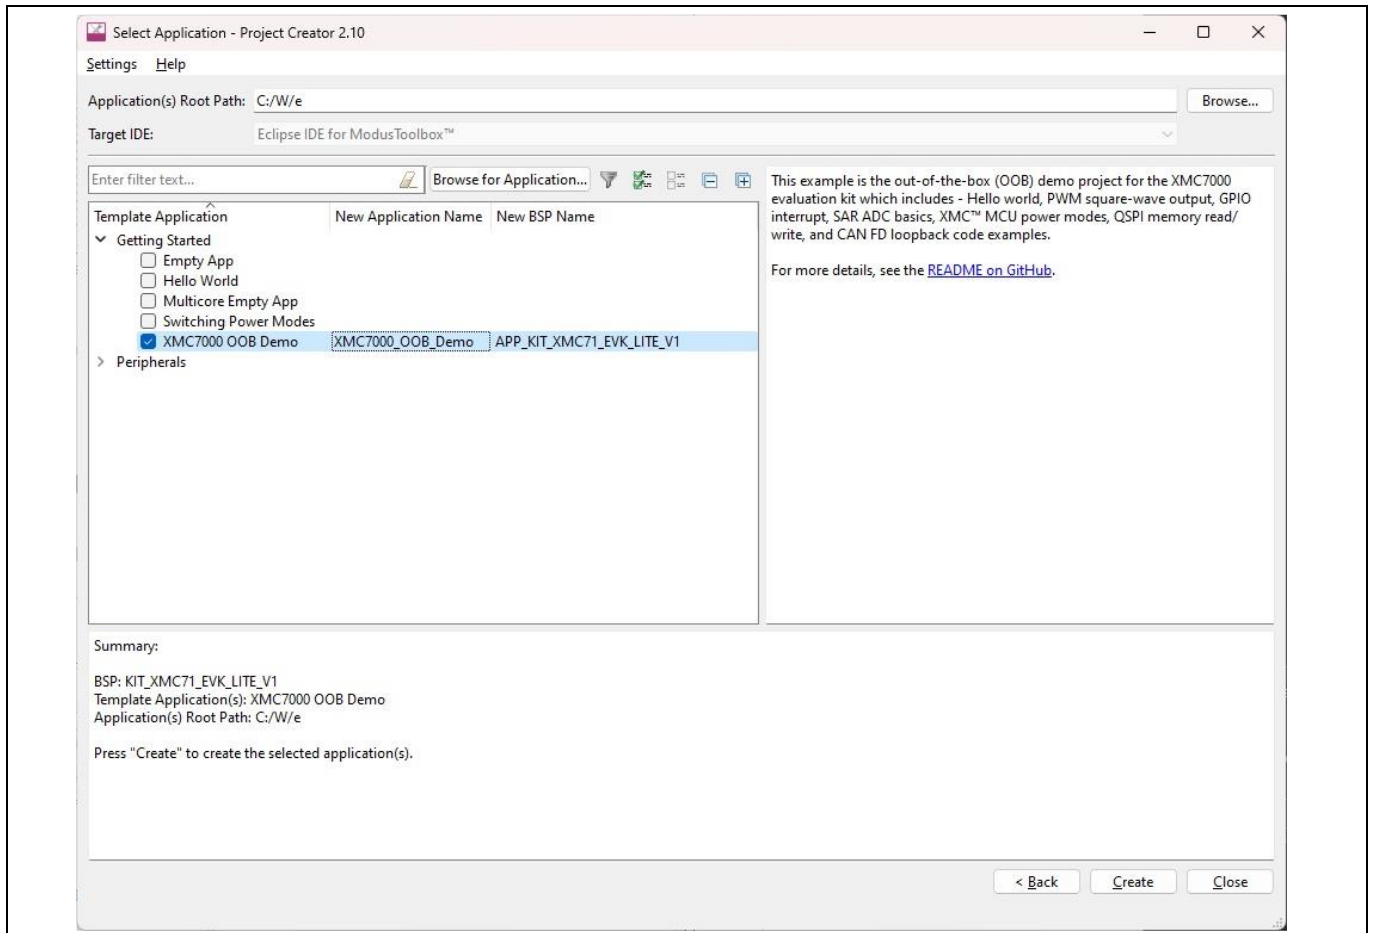 Select Application - Project Creator 2.10
Settings Help
Application(s) Root Path: C:/W/e Browse...
Target IDE: Eclipse IDE for ModusToolbox™
Enter filter text... Browse for Application...
Template Application New Application Name New BSP Name
Getting Started
Empty App
Hello World
Multicore Empty App
Switching Power Modes
XMC7000 OOB Demo XMC7000_OOB_Demo APP_KIT_XMC71_EVK_LITE_V1
Peripherals
This example is the out-of-the-box (OOB) demo project for the XMC7000
evaluation kit which includes - Hello world, PWM square-wave output, GPIO
interrupt, SAR ADC basics, XMC™ MCU power modes, QSPI memory read/
write, and CAN FD loopback code examples.
For more details, see the README on GitHub.
Summary:
BSP: KIT_XMC71_EVK_LITE_V1
Template Application(s): XMC7000 OOB Demo
Application(s) Root Path: C:/W/e
Press "Create" to create the selected application(s).
< Back Create Close